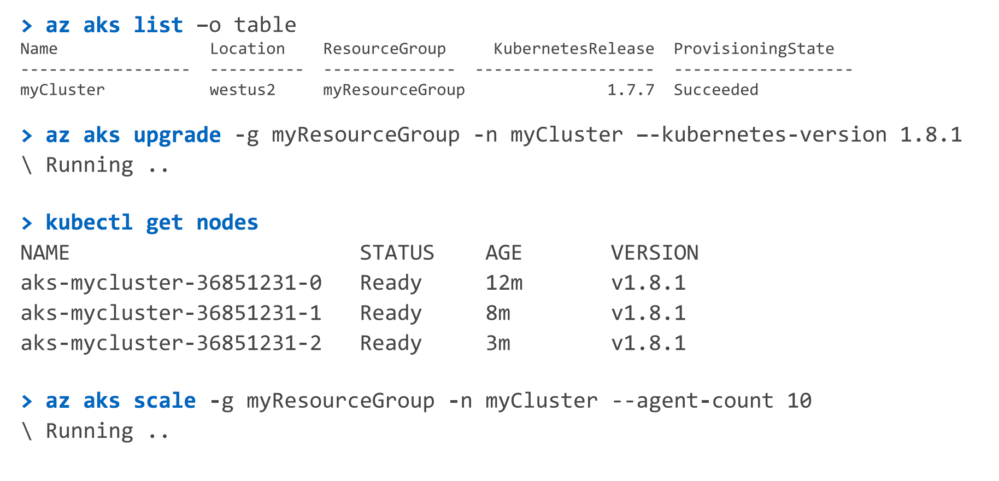 > az aks list –o table
Name                Location    ResourceGroup     KubernetesRelease  ProvisioningState
------------------  ----------  --------------  -------------------  -------------------
myCluster           westus2     myResourceGroup               1.7.7  Succeeded
> az aks upgrade -g myResourceGroup -n myCluster –-kubernetes-version 1.8.1
\ Running ..
> kubectl get nodes
NAME                       STATUS    AGE       VERSION
aks-mycluster-36851231-0   Ready     12m       v1.8.1
aks-mycluster-36851231-1   Ready     8m        v1.8.1
aks-mycluster-36851231-2   Ready     3m        v1.8.1
> az aks scale -g myResourceGroup -n myCluster --agent-count 10
\ Running ..